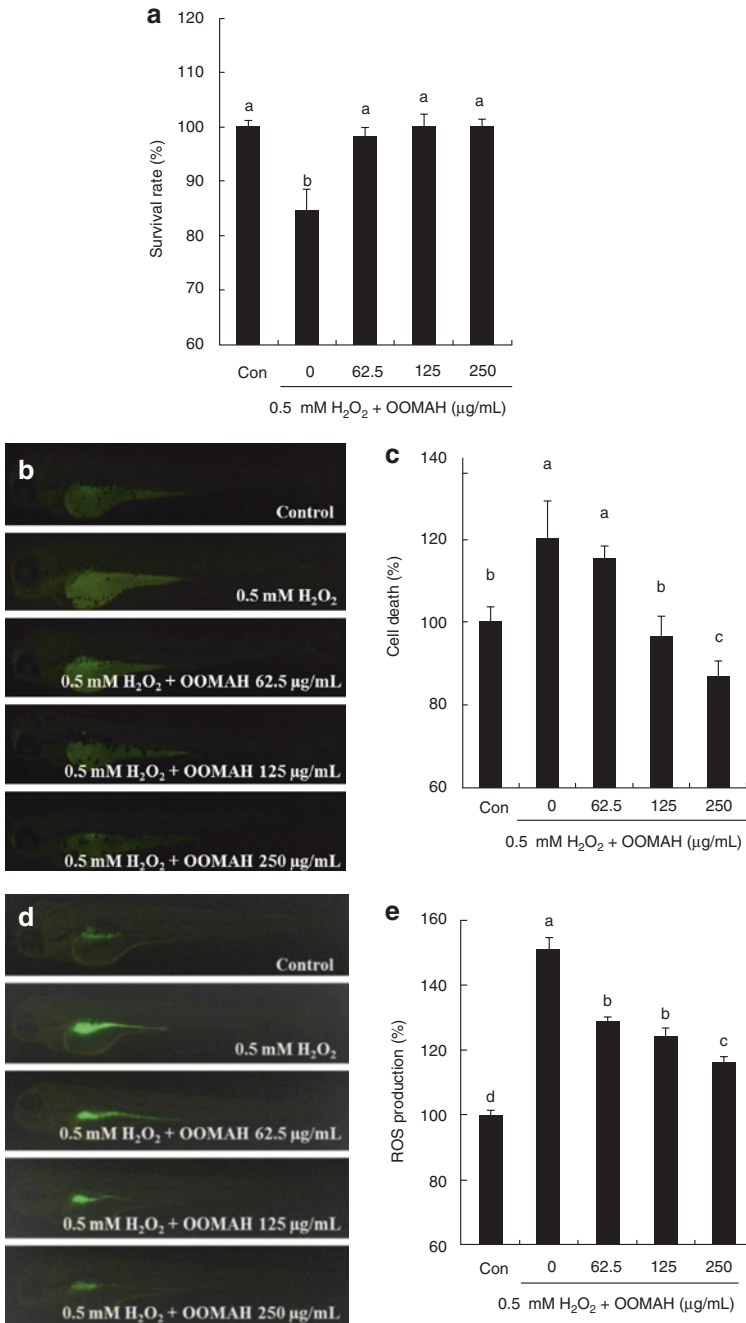 a
120
110
100
90
80
70
60
Survival rate (%)
a
b
a
a
a
Con
0
62.5
125
250
0.5 mM H₂O₂ + OOMAH (μg/mL)
b
Control
0.5 mM H₂O₂
0.5 mM H₂O₂ + OOMAH 62.5 μg/mL
0.5 mM H₂O₂ + OOMAH 125 μg/mL
0.5 mM H₂O₂ + OOMAH 250 μg/mL
c
140
120
100
80
60
Cell death (%)
b
a
a
b
c
Con
0
62.5
125
250
0.5 mM H₂O₂ + OOMAH (μg/mL)
d
Control
0.5 mM H₂O₂
0.5 mM H₂O₂ + OOMAH 62.5 μg/mL
0.5 mM H₂O₂ + OOMAH 125 μg/mL
0.5 mM H₂O₂ + OOMAH 250 μg/mL
e
160
140
120
100
80
60
ROS production (%)
d
a
b
b
c
Con
0
62.5
125
250
0.5 mM H₂O₂ + OOMAH (μg/mL)